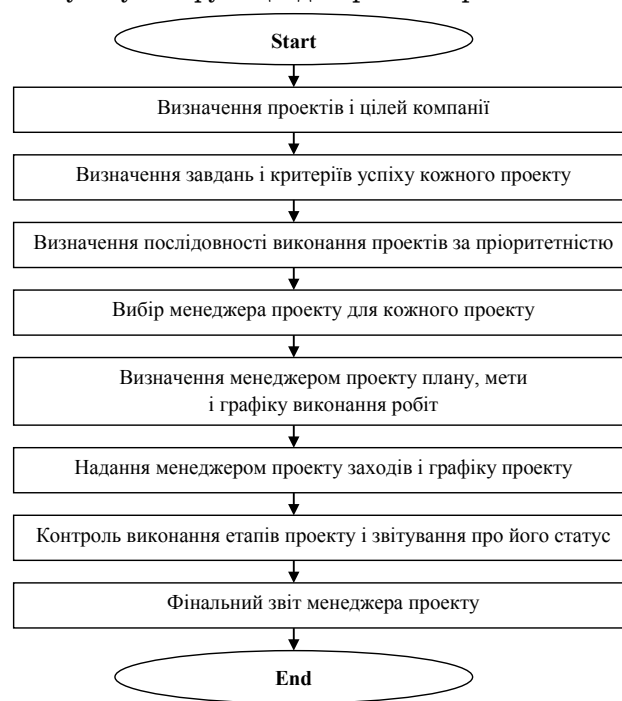 Start
Визначення проектів і цілей компанії
Визначення завдань і критеріїв успіху кожного проекту
Визначення послідовності виконання проектів за пріоритетністю
Вибір менеджера проекту для кожного проекту
Визначення менеджером проекту плану, мети
і графіку виконання робіт
Надання менеджером проекту заходів і графіку проекту
Контроль виконання етапів проекту і звітування про його статус
Фінальний звіт менеджера проекту
End